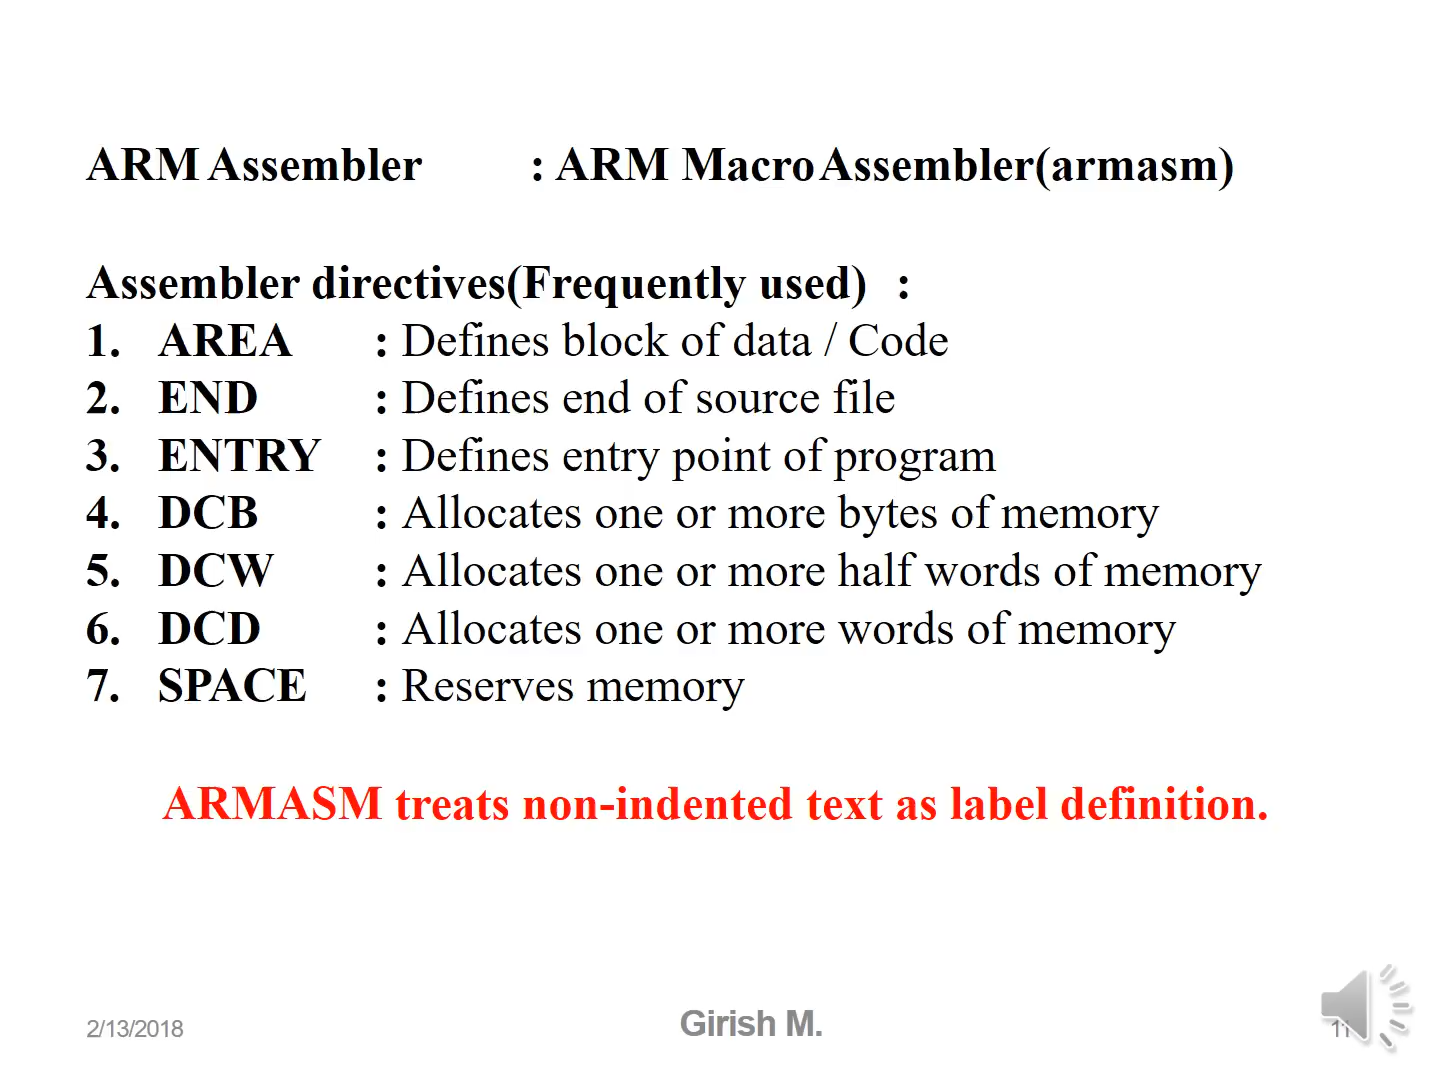 ARM Assembler : ARM Macro Assembler(armasm)
Assembler directives(Frequently used) :
1. AREA : Defines block of data / Code
2. END : Defines end of source file
3. ENTRY : Defines entry point of program
4. DCB : Allocates one or more bytes of memory
5. DCW : Allocates one or more half words of memory
6. DCD : Allocates one or more words of memory
7. SPACE : Reserves memory
ARMASM treats non-indented text as label definition.
2/13/2018 Girish M. 11